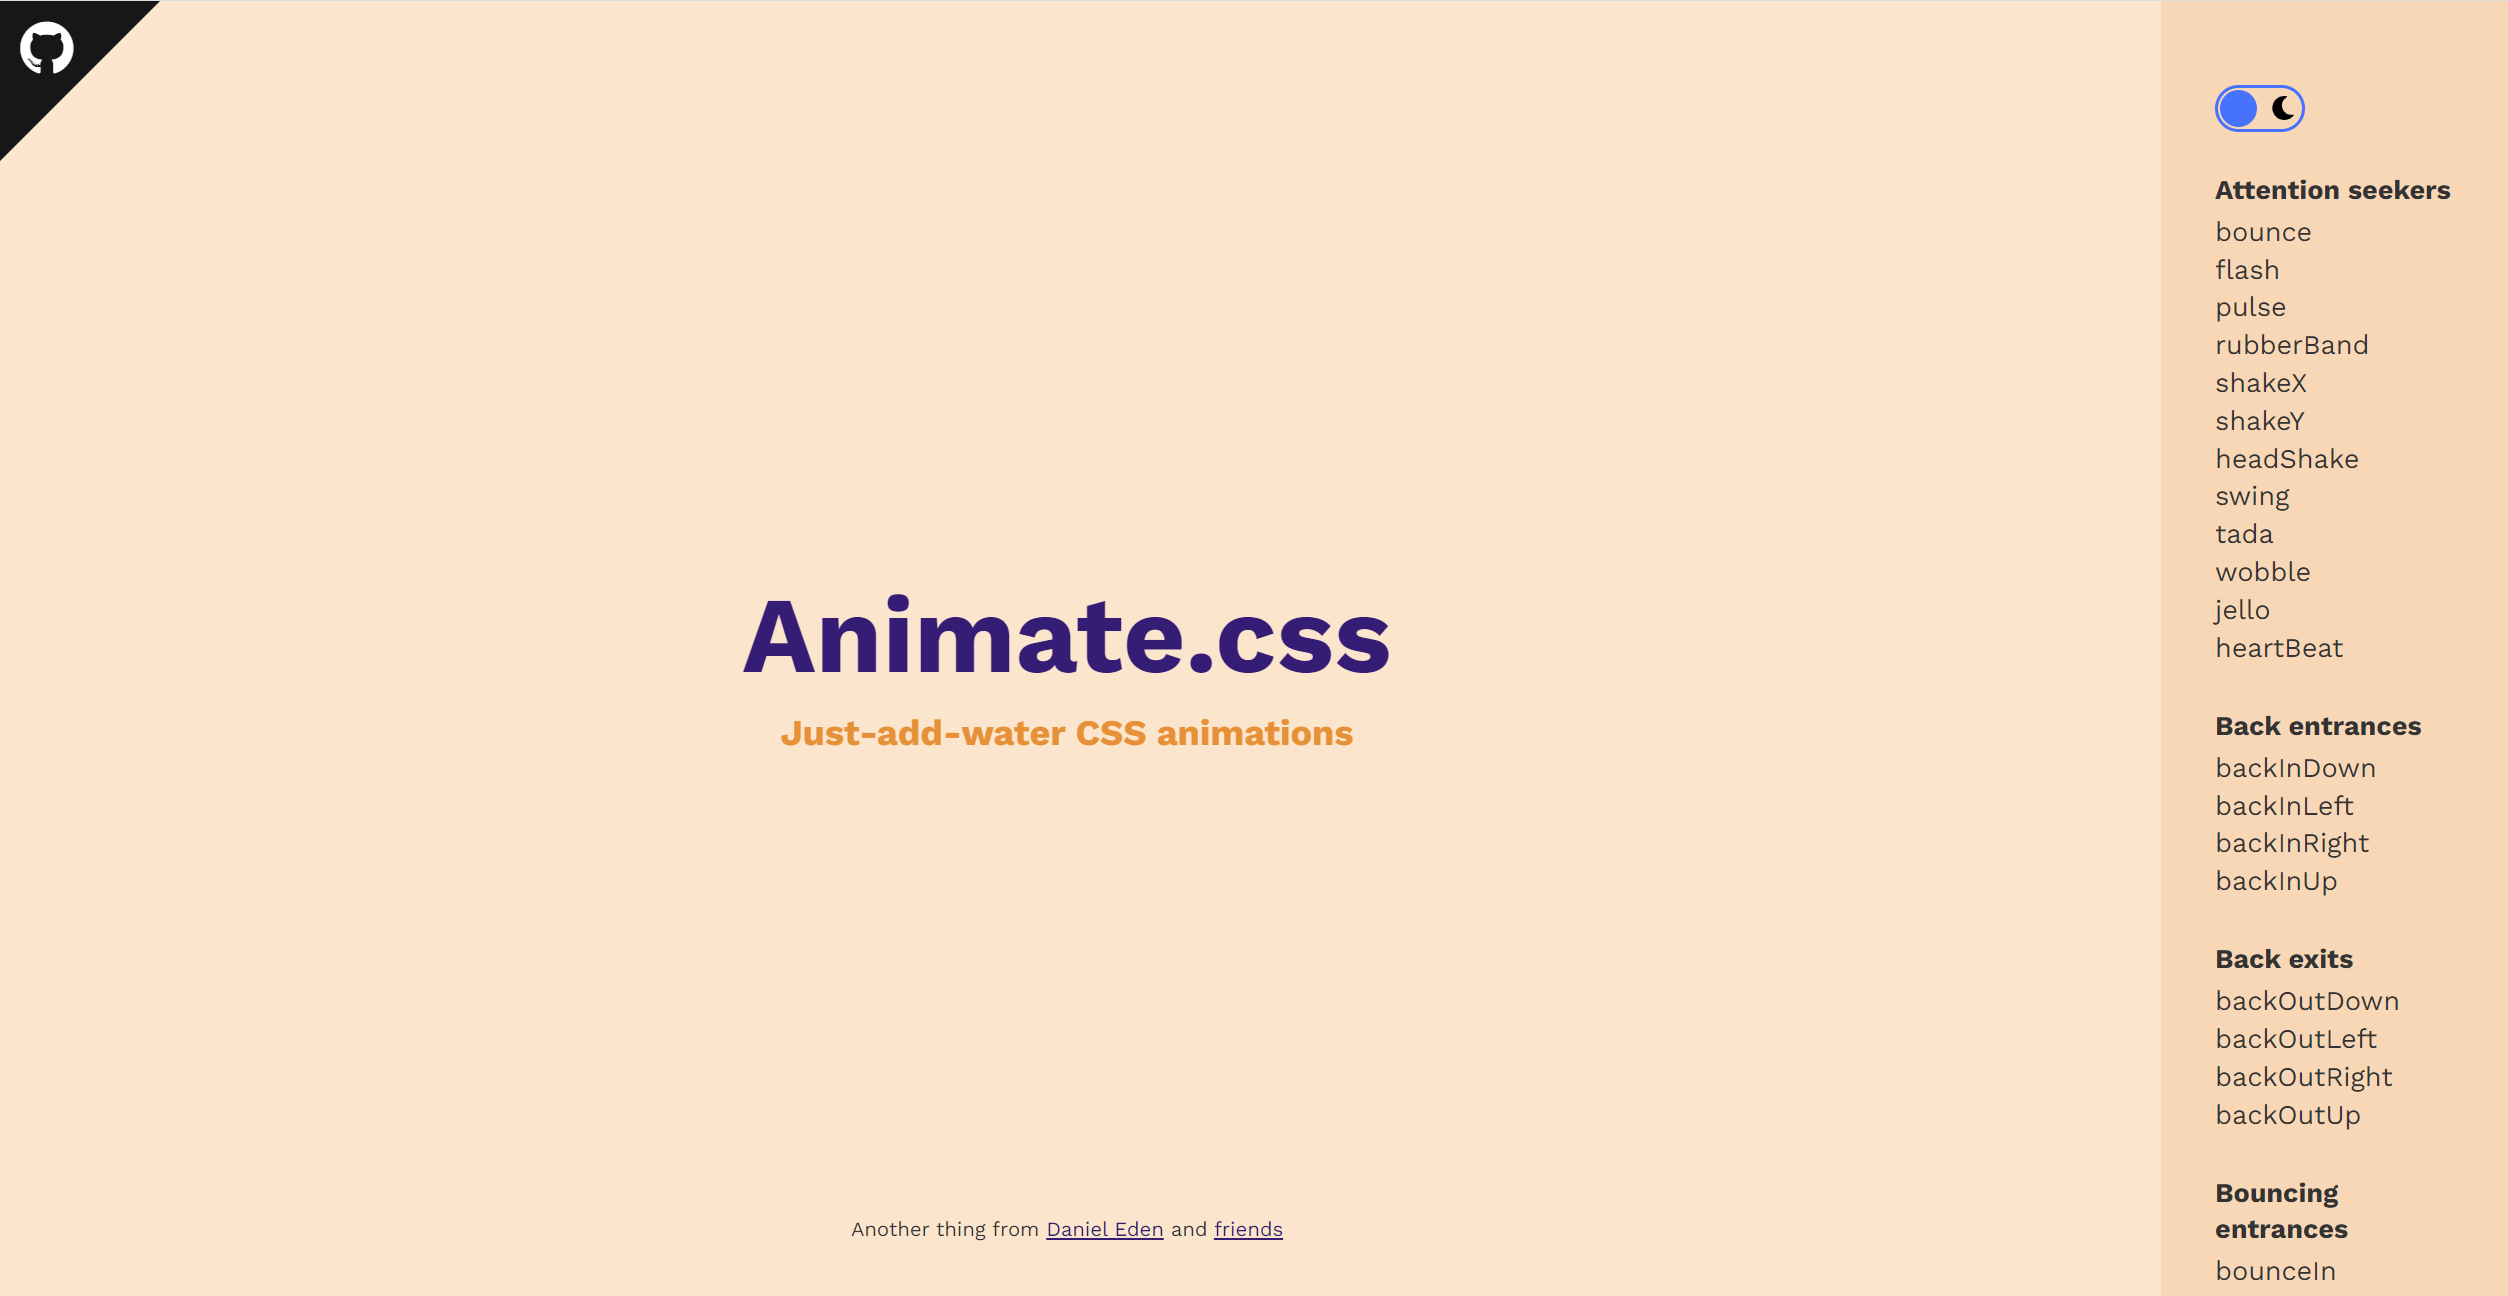 Animate.css
Just-add-water CSS animations
Another thing from Daniel Eden and friends
Attention seekers
bounce
flash
pulse
rubberBand
shakeX
shakeY
headShake
swing
tada
wobble
jello
heartBeat
Back entrances
backInDown
backInLeft
backInRight
backInUp
Back exits
backOutDown
backOutLeft
backOutRight
backOutUp
Bouncing
entrances
bounceIn